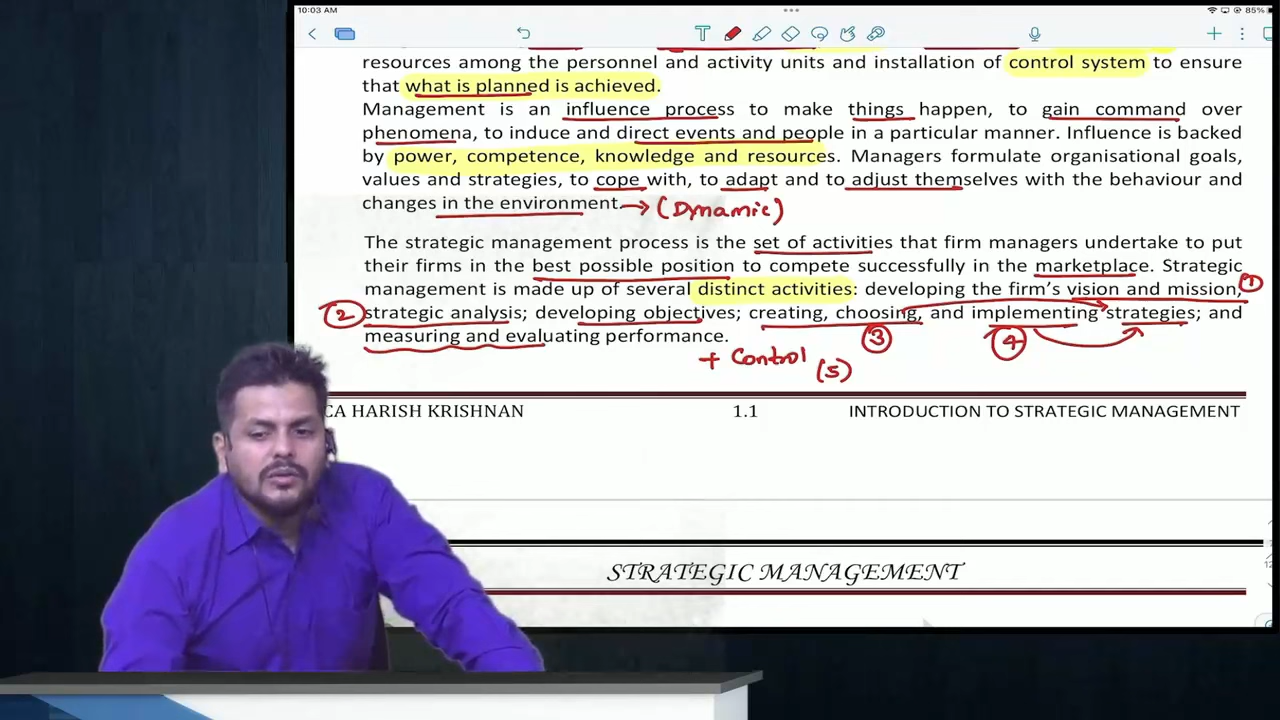 10:03 AM
85%
resources among the personnel and activity units and installation of control system to ensure
that what is planned is achieved.
Management is an influence process to make things happen, to gain command over
phenomena, to induce and direct events and people in a particular manner. Influence is backed
by power, competence, knowledge and resources. Managers formulate organisational goals,
values and strategies, to cope with, to adapt and to adjust themselves with the behaviour and
changes in the environment. → (Dynamic)
The strategic management process is the set of activities that firm managers undertake to put
their firms in the best possible position to compete successfully in the marketplace. Strategic
management is made up of several distinct activities: developing the firm's vision and mission, 1
2 strategic analysis; developing objectives; creating, choosing, and implementing strategies; and
measuring and evaluating performance. 3 4
+ Control (5)
CA HARISH KRISHNAN 1.1 INTRODUCTION TO STRATEGIC MANAGEMENT
STRATEGIC MANAGEMENT